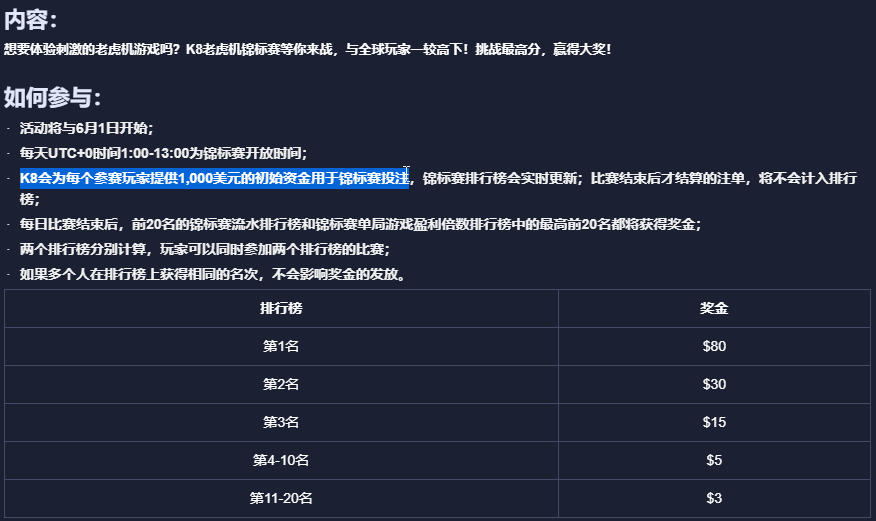 内容：
想要体验刺激的老虎机游戏吗？K8老虎机锦标赛等你来战，与全球玩家一较高下！挑战最高分，赢得大奖！
如何参与：
· 活动将与6月1日开始；
· 每天UTC+0时间1:00-13:00为锦标赛开放时间；
· K8会为每个参赛玩家提供1,000美元的初始资金用于锦标赛投注，锦标赛排行榜会实时更新；比赛结束后才结算的注单，将不会计入排行
榜；
· 每日比赛结束后，前20名的锦标赛流水排行榜和锦标赛单局游戏盈利倍数排行榜中的最高前20名都将获得奖金；
· 两个排行榜分别计算，玩家可以同时参加两个排行榜的比赛；
· 如果多个人在排行榜上获得相同的名次，不会影响奖金的发放。
排行榜 奖金
第1名 $80
第2名 $30
第3名 $15
第4-10名 $5
第11-20名 $3